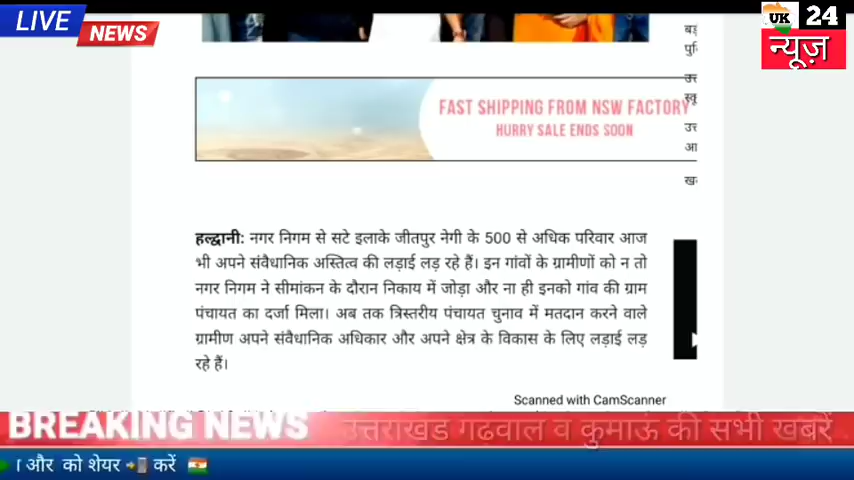 LIVE
NEWS
UK 24
न्यूज़
FAST SHIPPING FROM NSW FACTORY
HURRY SALE ENDS SOON
हल्द्वानी: नगर निगम से सटे इलाके जीतपुर नेगी के 500 से अधिक परिवार आज
भी अपने संवैधानिक अस्तित्व की लड़ाई लड़ रहे हैं। इन गांवों के ग्रामीणों को न तो
नगर निगम ने सीमांकन के दौरान निकाय में जोड़ा और ना ही इनको गांव की ग्राम
पंचायत का दर्जा मिला। अब तक त्रिस्तरीय पंचायत चुनाव में मतदान करने वाले
ग्रामीण अपने संवैधानिक अधिकार और अपने क्षेत्र के विकास के लिए लड़ाई लड़
रहे हैं।
Scanned with CamScanner
BREAKING NEWS
उत्तराखंड गढवाल व कुमाऊं की सभी खबरें
और को शेयर 📲 करें 🇮🇳